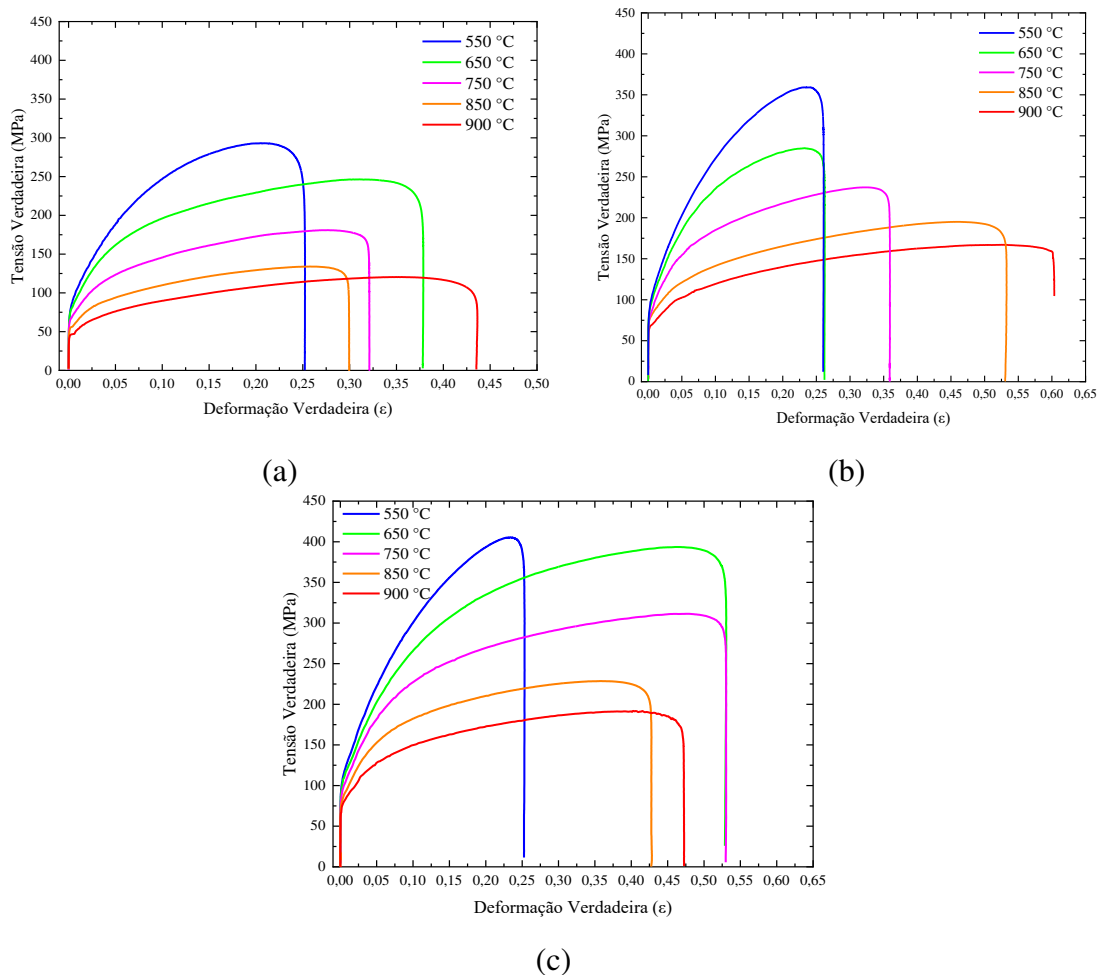 450
400
350
300
250
200
150
100
50
0
Tensão Verdadeira (MPa)
550 °C
650 °C
750 °C
850 °C
900 °C
0,00 0,05 0,10 0,15 0,20 0,25 0,30 0,35 0,40 0,45 0,50
Deformação Verdadeira (ε)
(a)
450
400
350
300
250
200
150
100
50
0
Tensão Verdadeira (MPa)
550 °C
650 °C
750 °C
850 °C
900 °C
0,00 0,05 0,10 0,15 0,20 0,25 0,30 0,35 0,40 0,45 0,50 0,55 0,60 0,65
Deformação Verdadeira (ε)
(b)
450
400
350
300
250
200
150
100
50
0
Tensão Verdadeira (MPa)
550 °C
650 °C
750 °C
850 °C
900 °C
0,00 0,05 0,10 0,15 0,20 0,25 0,30 0,35 0,40 0,45 0,50 0,55 0,60 0,65
Deformação Verdadeira (ε)
(c)